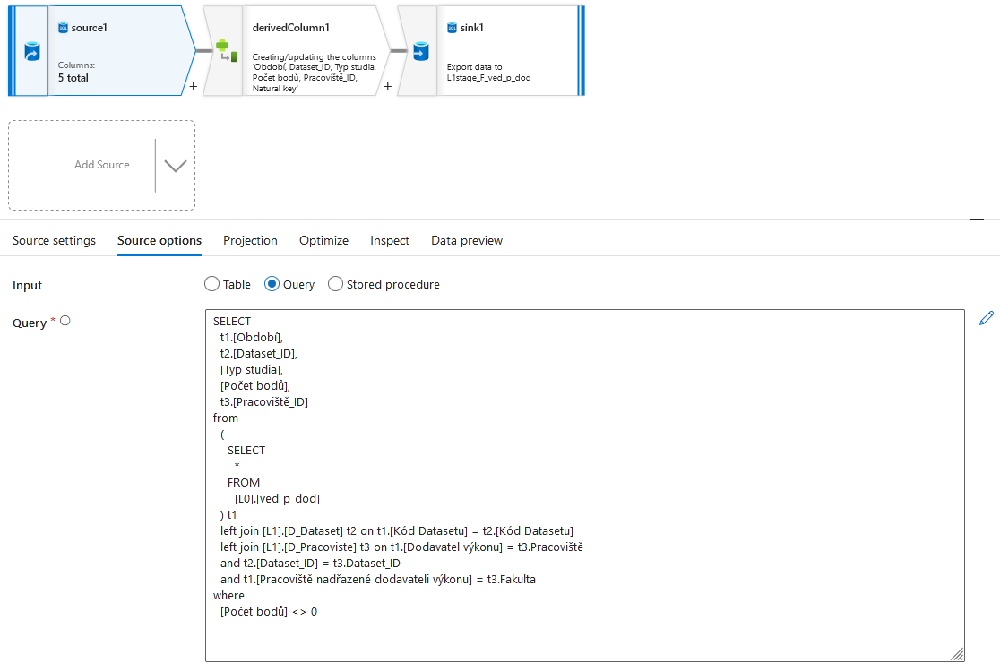 source1
Columns:
5 total
+
derivedColumn1
Creating/updating the columns
'Období, Dataset_ID, Typ studia,
Počet bodů, Pracoviště_ID,
Natural key'
+
sink1
Export data to
L1stage_F_ved_p_dod
Add Source
Source settings Source options Projection Optimize Inspect Data preview
Input Table Query Stored procedure
Query *
SELECT
t1.[Období],
t2.[Dataset_ID],
[Typ studia],
[Počet bodů],
t3.[Pracoviště_ID]
from
(
SELECT
*
FROM
[L0].[ved_p_dod]
) t1
left join [L1].[D_Dataset] t2 on t1.[Kód Datasetu] = t2.[Kód Datasetu]
left join [L1].[D_Pracoviste] t3 on t1.[Dodavatel výkonu] = t3.Pracoviště
and t2.[Dataset_ID] = t3.Dataset_ID
and t1.[Pracoviště nadřazené dodavateli výkonu] = t3.Fakulta
where
[Počet bodů] <> 0